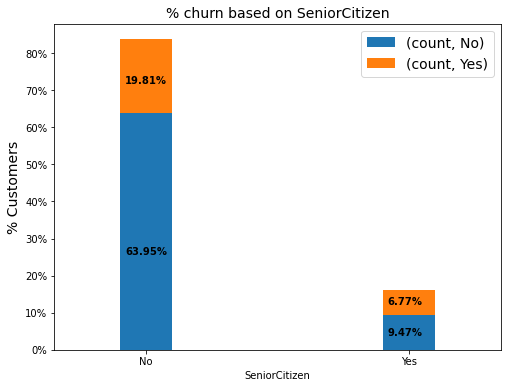 % churn based on SeniorCitizen
(count, No)
(count, Yes)
% Customers
80%
70%
60%
50%
40%
30%
20%
10%
0%
19.81%
63.95%
6.77%
9.47%
No
Yes
SeniorCitizen